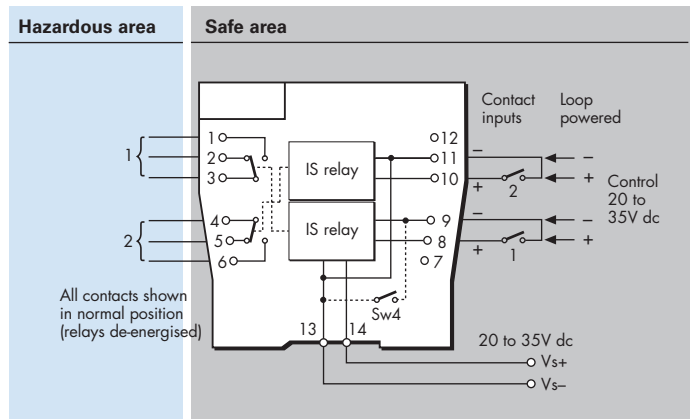 Hazardous area
Safe area
Contact inputs
Loop powered
1
1
2
3
IS relay
12
11
10
–
+
2
–
+
Control
20 to
35V dc
2
4
5
6
IS relay
9
8
7
–
+
1
–
+
Sw4
All contacts shown
in normal position
(relays de-energised)
13
14
20 to 35V dc
Vs+
Vs–